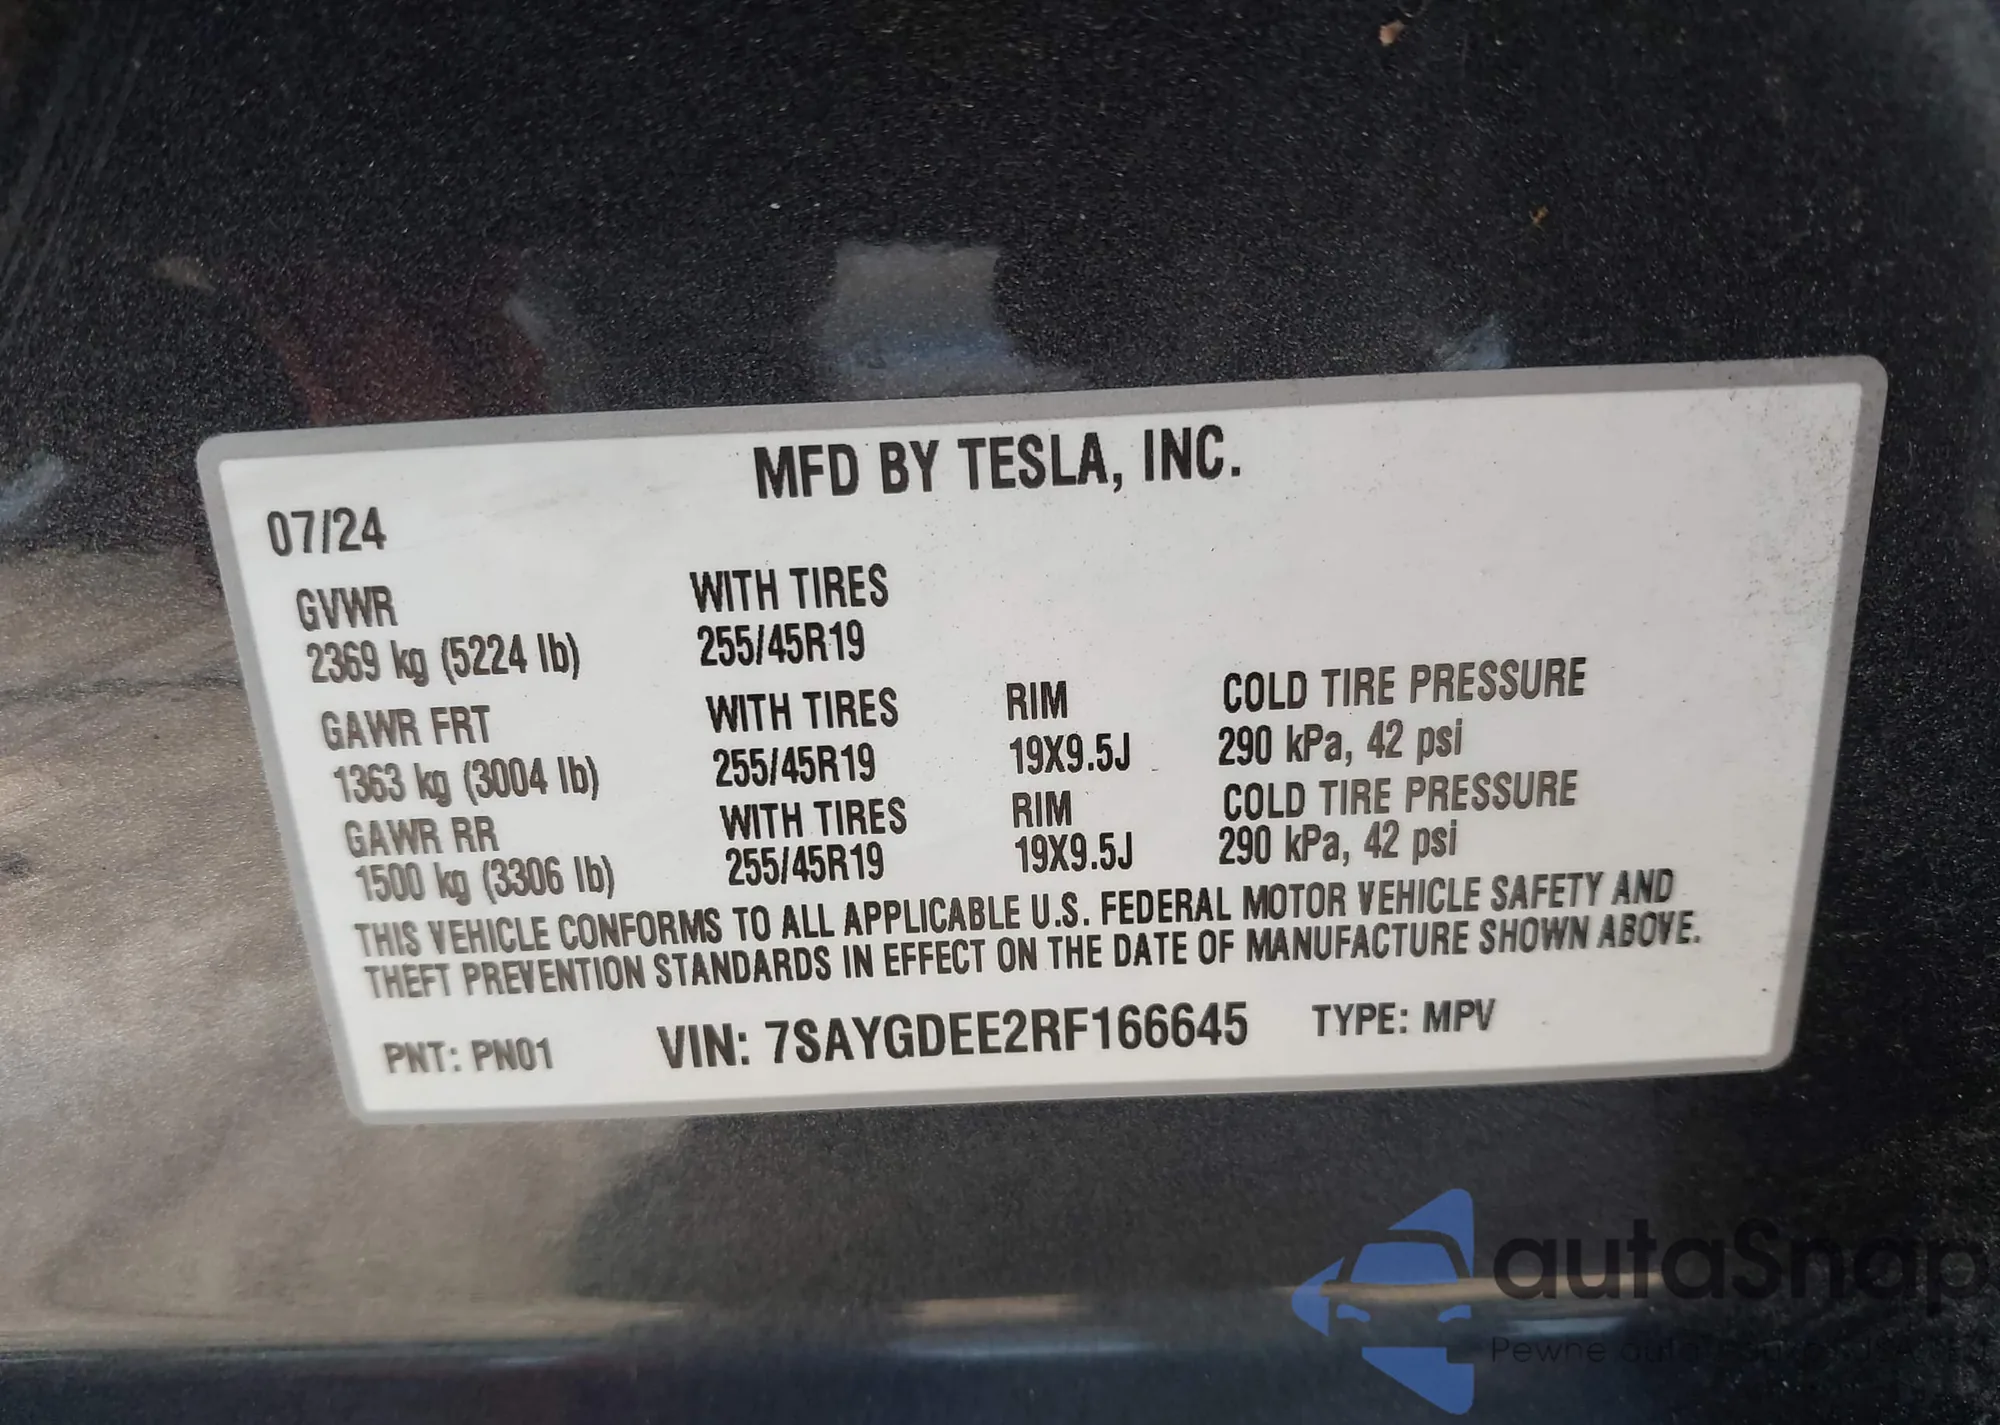 MFD BY TESLA, INC.
07/24
GVWR WITH TIRES
2369 kg (5224 lb) 255/45R19
GAWR FRT WITH TIRES RIM COLD TIRE PRESSURE
1363 kg (3004 lb) 255/45R19 19X9.5J 290 kPa, 42 psi
GAWR RR WITH TIRES RIM COLD TIRE PRESSURE
1500 kg (3306 lb) 255/45R19 19X9.5J 290 kPa, 42 psi
THIS VEHICLE CONFORMS TO ALL APPLICABLE U.S. FEDERAL MOTOR VEHICLE SAFETY AND
THEFT PREVENTION STANDARDS IN EFFECT ON THE DATE OF MANUFACTURE SHOWN ABOVE.
PNT: PN01 VIN: 7SAYGDEE2RF166645 TYPE: MPV
autaSnap
Pewne auta